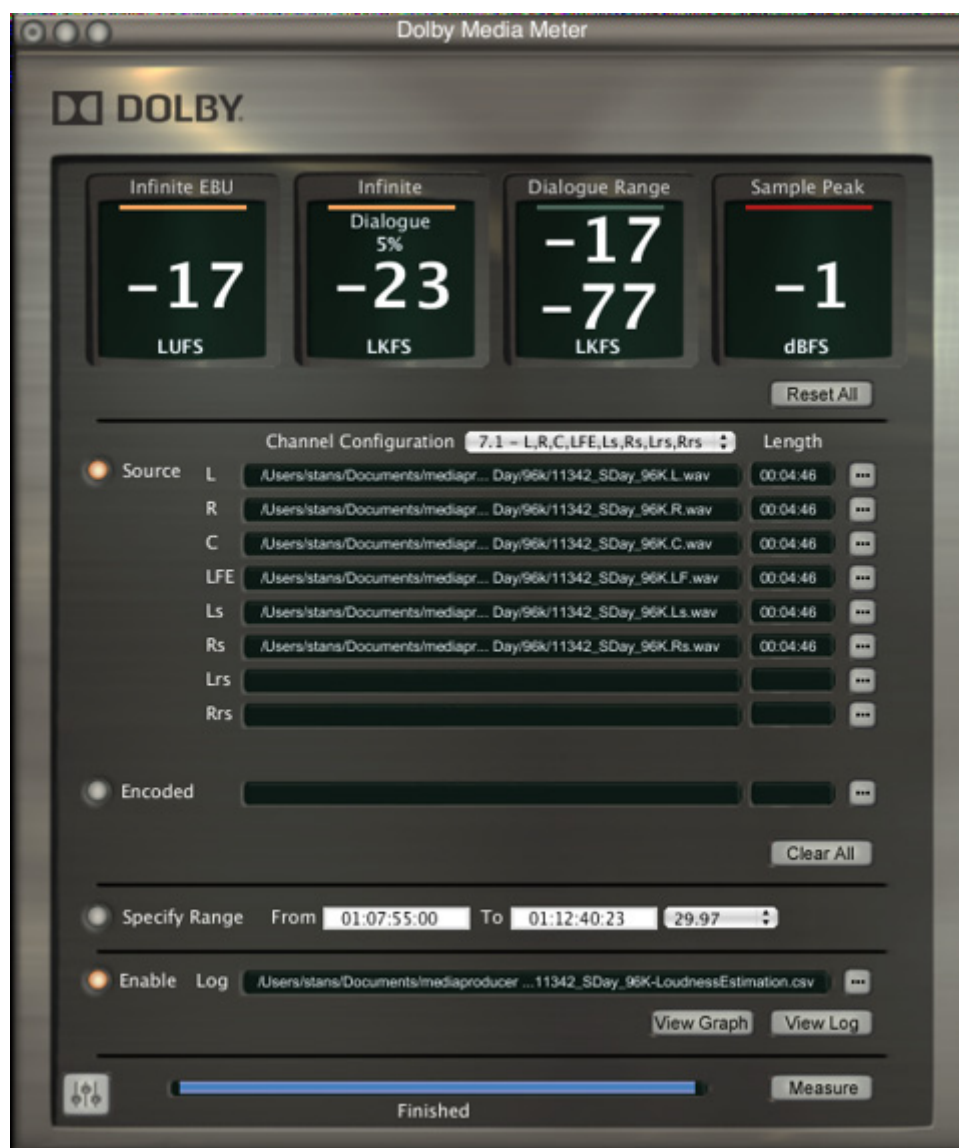 Dolby Media Meter
DOLBY
Infinite EBU Infinite Dialogue Range Sample Peak
Dialogue
5%
-17 -23 -17 -1
-77
LUFS LKFS LKFS dBFS
Reset All
Channel Configuration 7.1 - L,R,C,LFE,Ls,Rs,Lrs,Rrs Length
Source L /Users/stans/Documents/mediapr... Day/96k/11342_SDay_96K.L.wav 00:04:46 ...
R /Users/stans/Documents/mediapr... Day/96k/11342_SDay_96K.R.wav 00:04:46 ...
C /Users/stans/Documents/mediapr... Day/96k/11342_SDay_96K.C.wav 00:04:46 ...
LFE /Users/stans/Documents/mediapr... Day/96k/11342_SDay_96K.LF.wav 00:04:46 ...
Ls /Users/stans/Documents/mediapr... Day/96k/11342_SDay_96K.Ls.wav 00:04:46 ...
Rs /Users/stans/Documents/mediapr... Day/96k/11342_SDay_96K.Rs.wav 00:04:46 ...
Lrs ...
Rrs ...
Encoded ...
Clear All
Specify Range From 01:07:55:00 To 01:12:40:23 29.97
Enable Log /Users/stans/Documents/mediaproducer ...11342_SDay_96K-LoudnessEstimation.csv ...
View Graph View Log
Measure
Finished